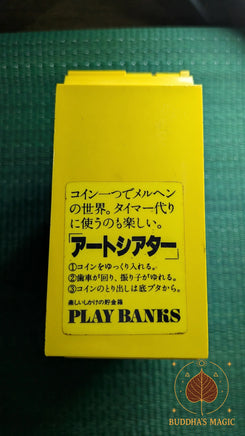 コイン一つでメルヘン
の世界。タイマー代り
に使うのも楽しい。
「アートシアター」
①コインをゆっくり入れる。
②歯車が回り、振り子がゆれる。
③コインのとり出しは底ブタから。
楽しいしかけの貯金箱
PLAY BANKS
BUDDHA'S MAGIC